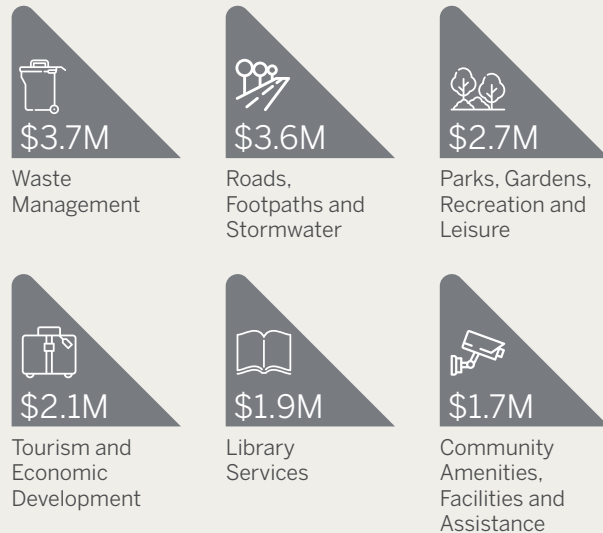 $3.7M
Waste
Management
$3.6M
Roads,
Footpaths and
Stormwater
$2.7M
Parks, Gardens,
Recreation and
Leisure
$2.1M
Tourism and
Economic
Development
$1.9M
Library
Services
$1.7M
Community
Amenities,
Facilities and
Assistance